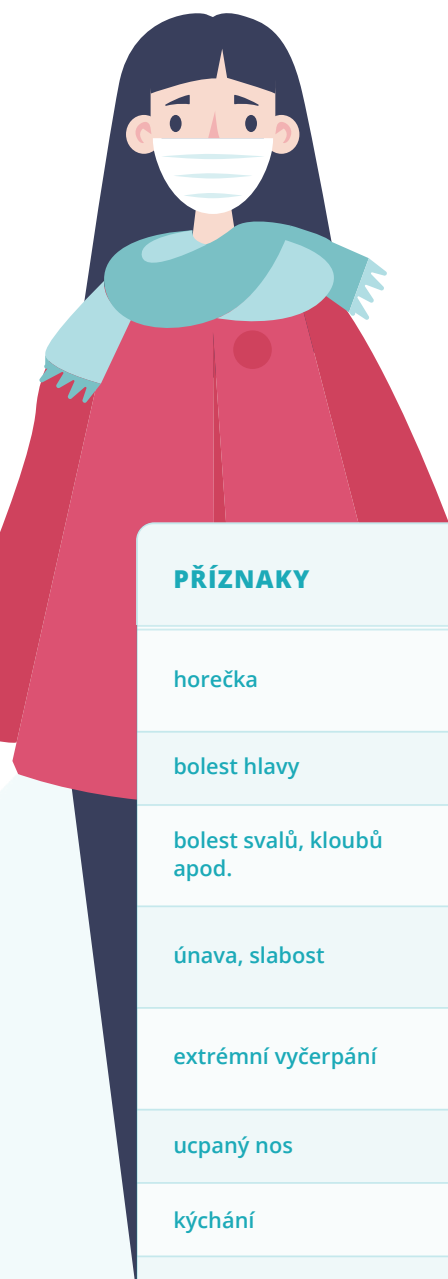 PŘÍZNAKY
horečka
bolest hlavy
bolest svalů, kloubů
apod.
únava, slabost
extrémní vyčerpání
ucpaný nos
kýchání